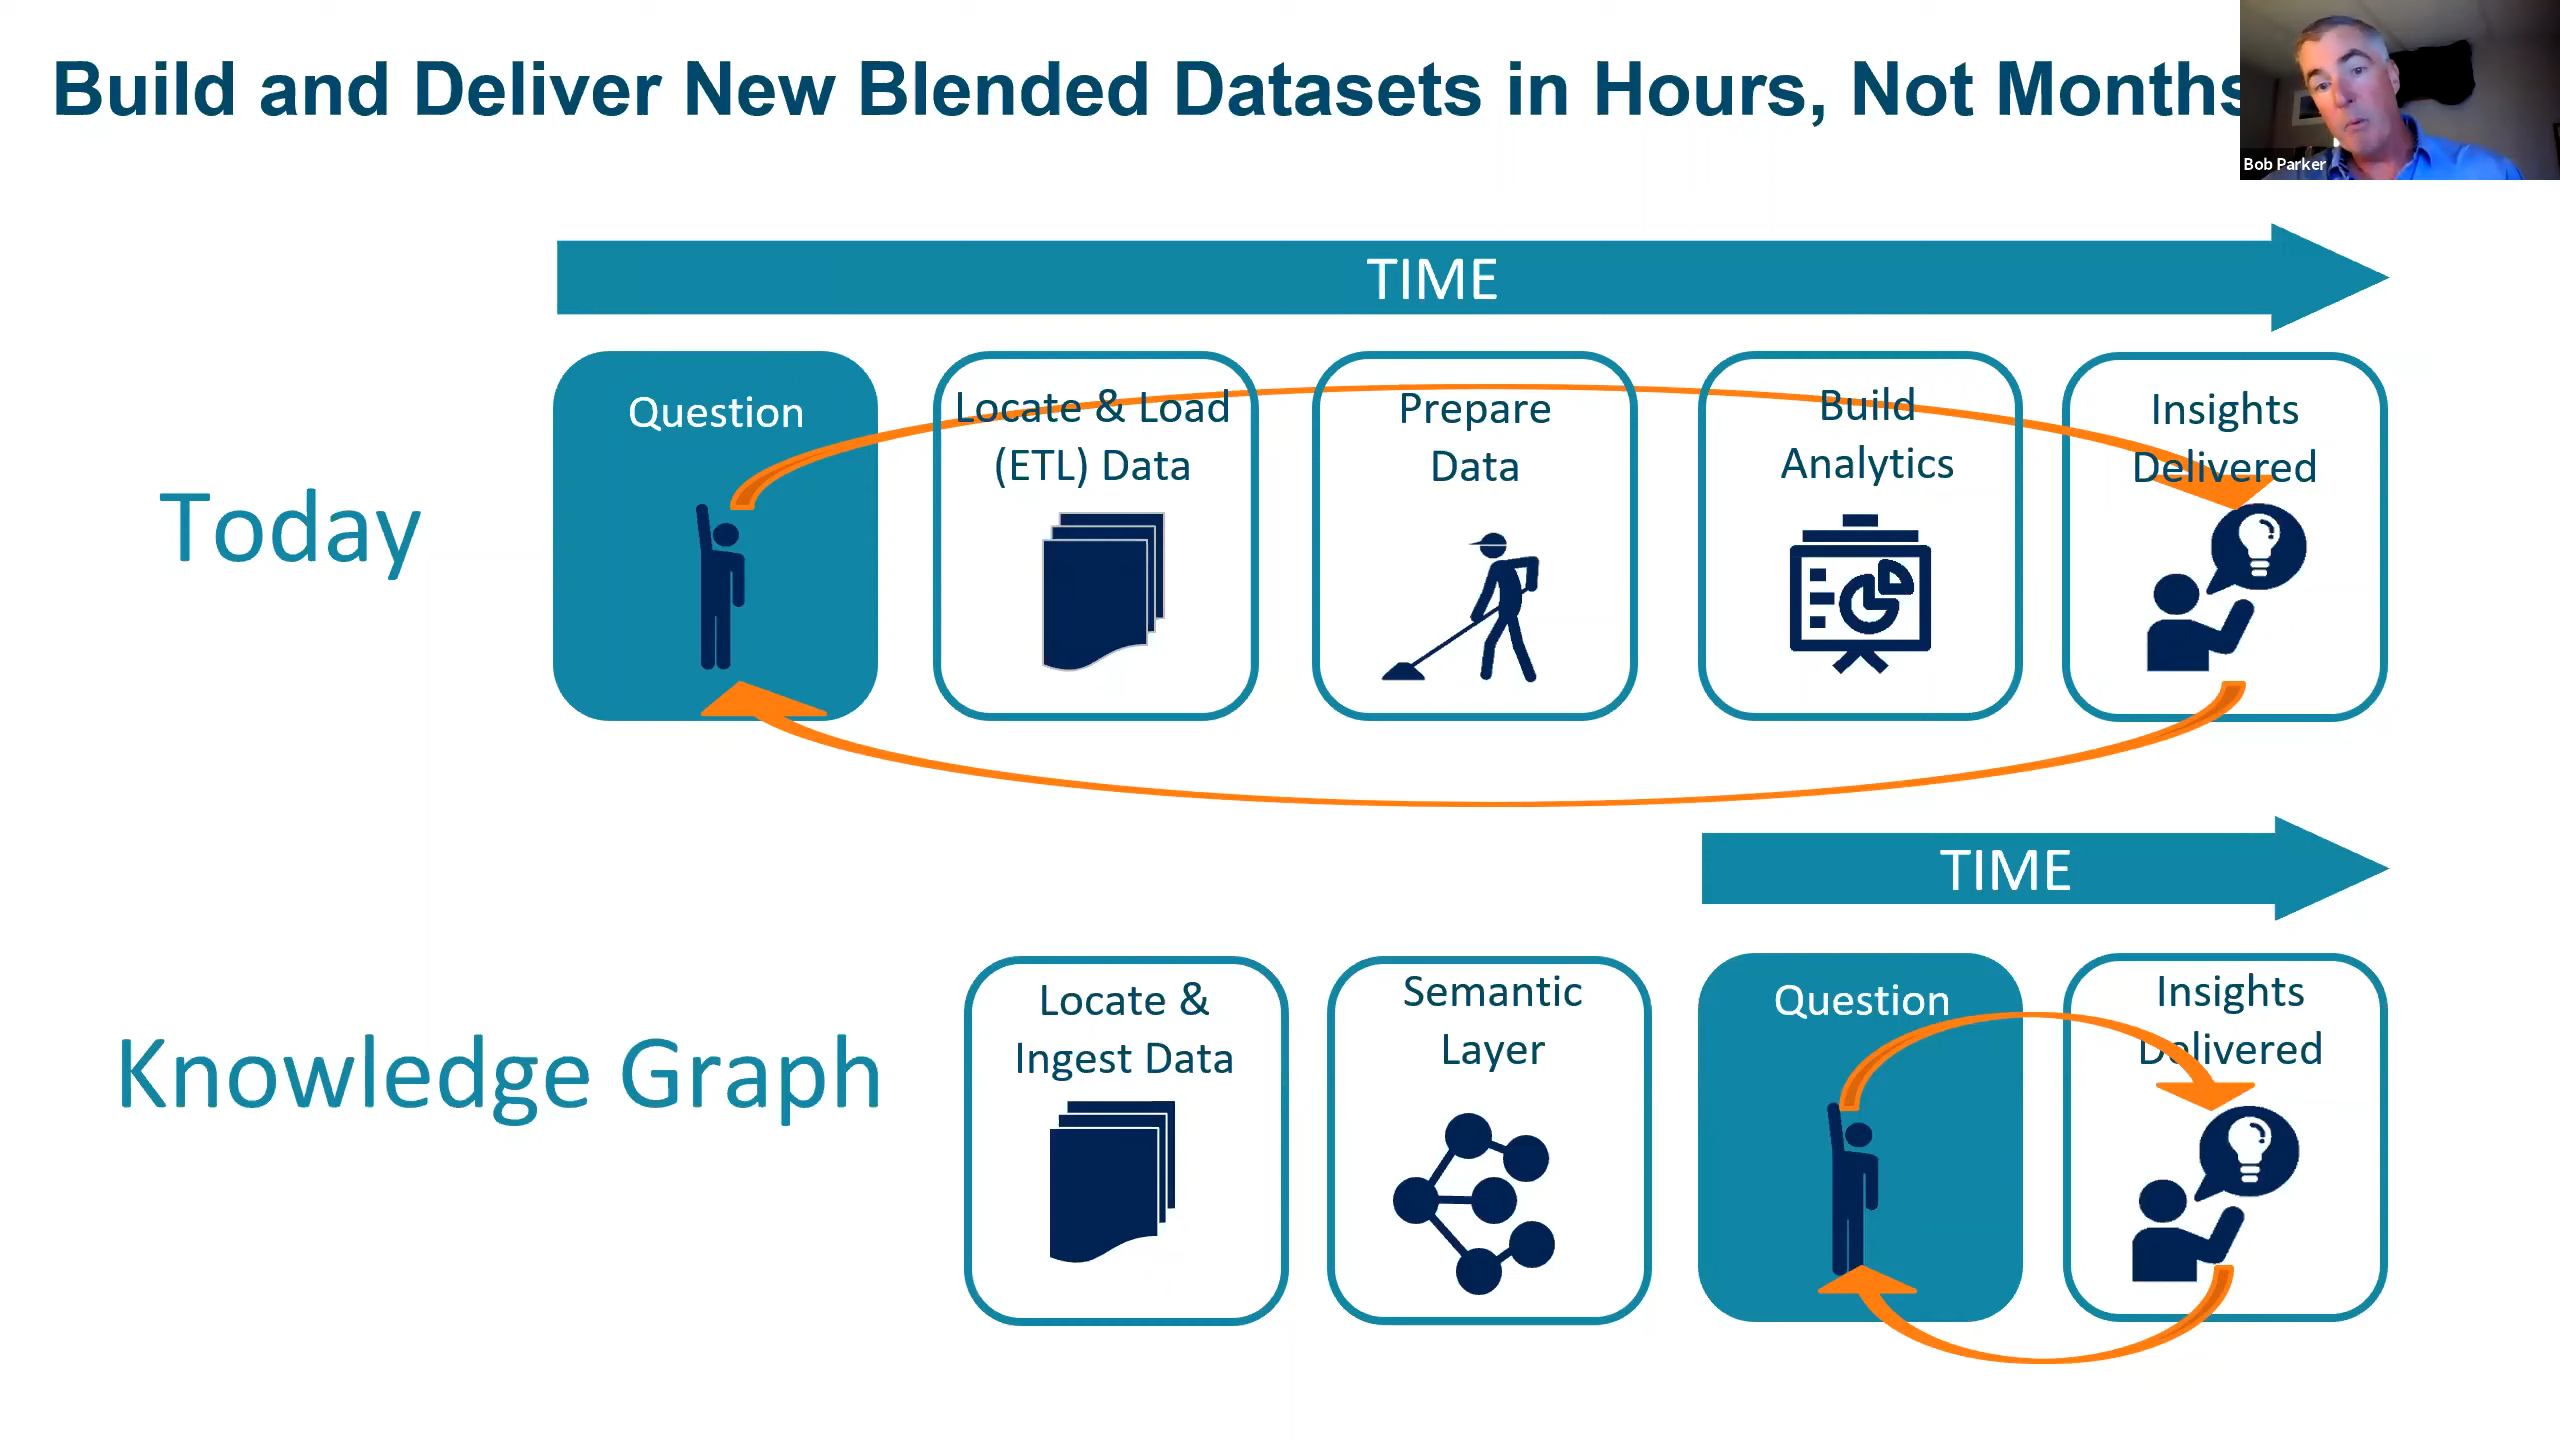 Build and Deliver New Blended Datasets in Hours, Not Months
Bob Parker
TIME
Today
Question
Locate & Load
(ETL) Data
Prepare
Data
Build
Analytics
Insights
Delivered
TIME
Knowledge Graph
Locate &
Ingest Data
Semantic
Layer
Question
Insights
Delivered